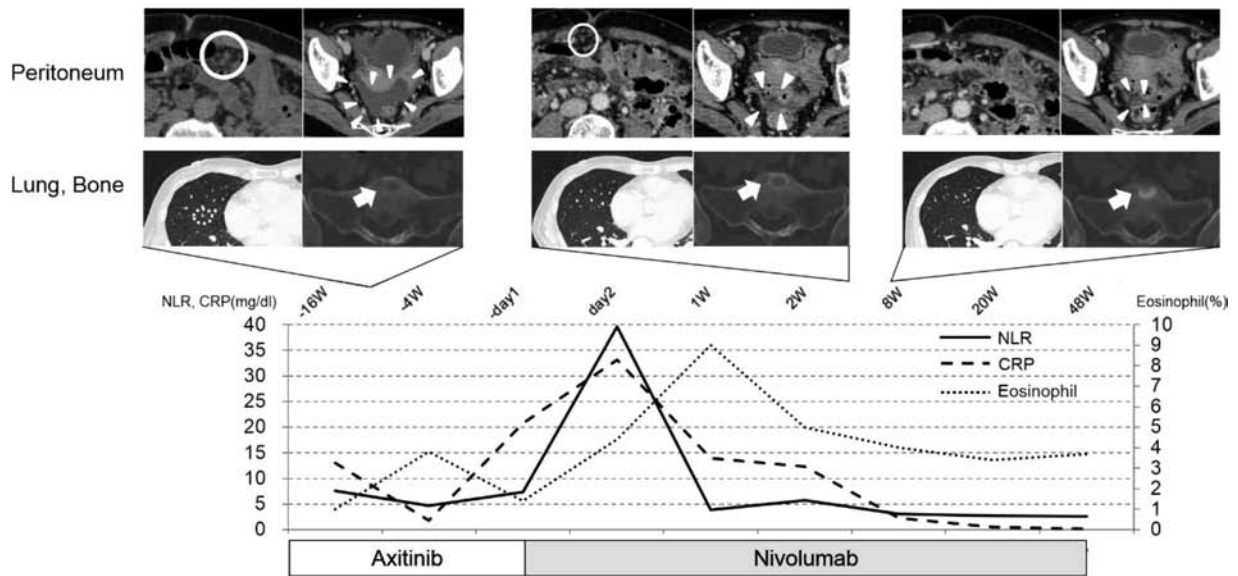 Peritoneum
Lung, Bone
NLR, CRP(mg/dl)
-16W
-4W
-day1
day2
1W
2W
8W
20W
48W
Eosinophil(%)
40
35
30
25
20
15
10
5
0
10
9
8
7
6
5
4
3
2
1
0
NLR
CRP
Eosinophil
Axitinib
Nivolumab